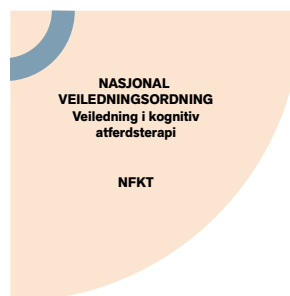 NASJONAL
VEILEDNINGSORDNING
Veiledning i kognitiv
atferdsterapi
NFKT